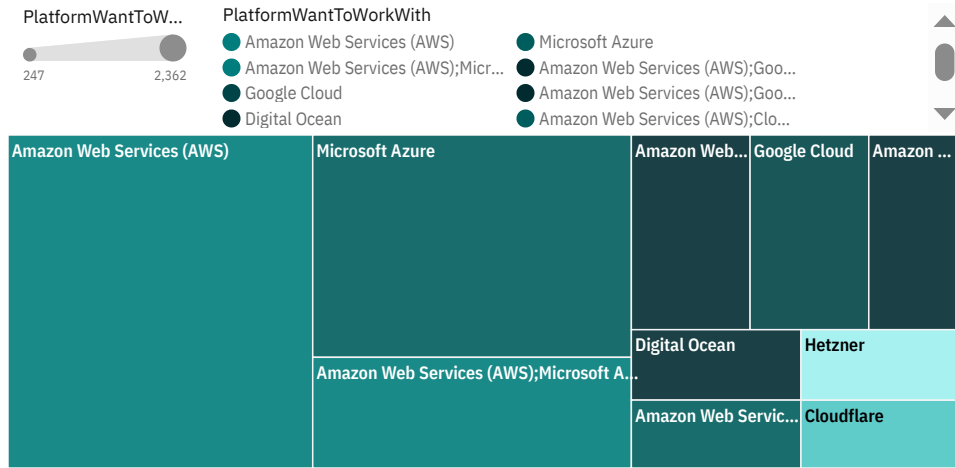 PlatformWantToW...
247 2,362
PlatformWantToWorkWith
Amazon Web Services (AWS)
Microsoft Azure
Amazon Web Services (AWS);Micr...
Amazon Web Services (AWS);Goo...
Google Cloud
Amazon Web Services (AWS);Goo...
Digital Ocean
Amazon Web Services (AWS);Clo...
Amazon Web Services (AWS)
Microsoft Azure
Amazon Web...
Google Cloud
Amazon ...
Digital Ocean
Hetzner
Amazon Web Services (AWS);Microsoft A...
Amazon Web Servic...
Cloudflare